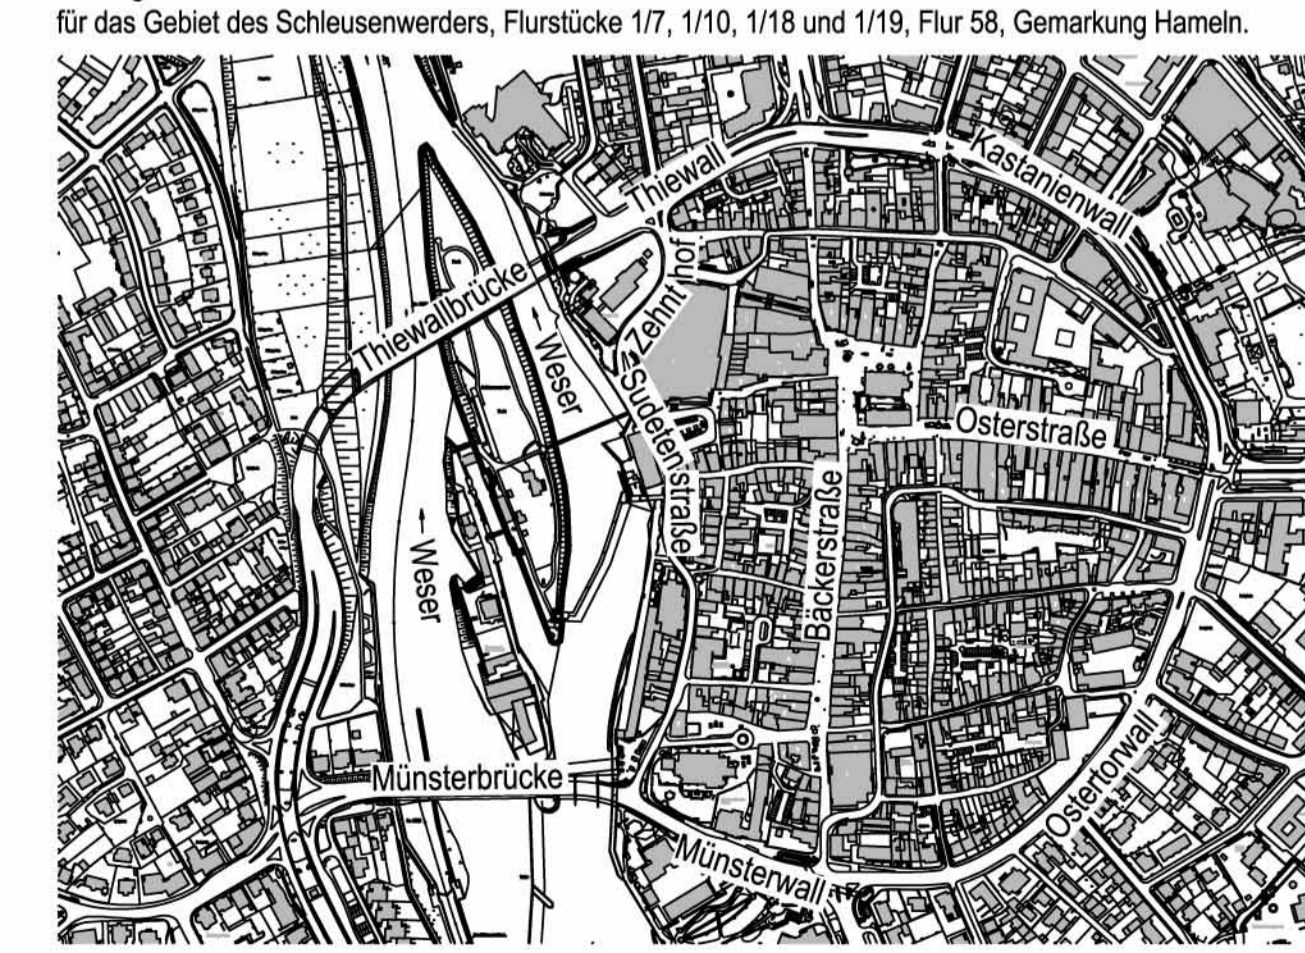 für das Gebiet des Schleusenwerders, Flurstücke 1/7, 1/10, 1/18 und 1/19, Flur 58, Gemarkung Hameln.
Thiewall
Kastanienwall
Zehnthof
Thiewallbrücke
Weser
Sudetenstraße
Osterstraße
Bäckerstraße
Weser
Münsterbrücke
Ostertorwall
Münsterwall